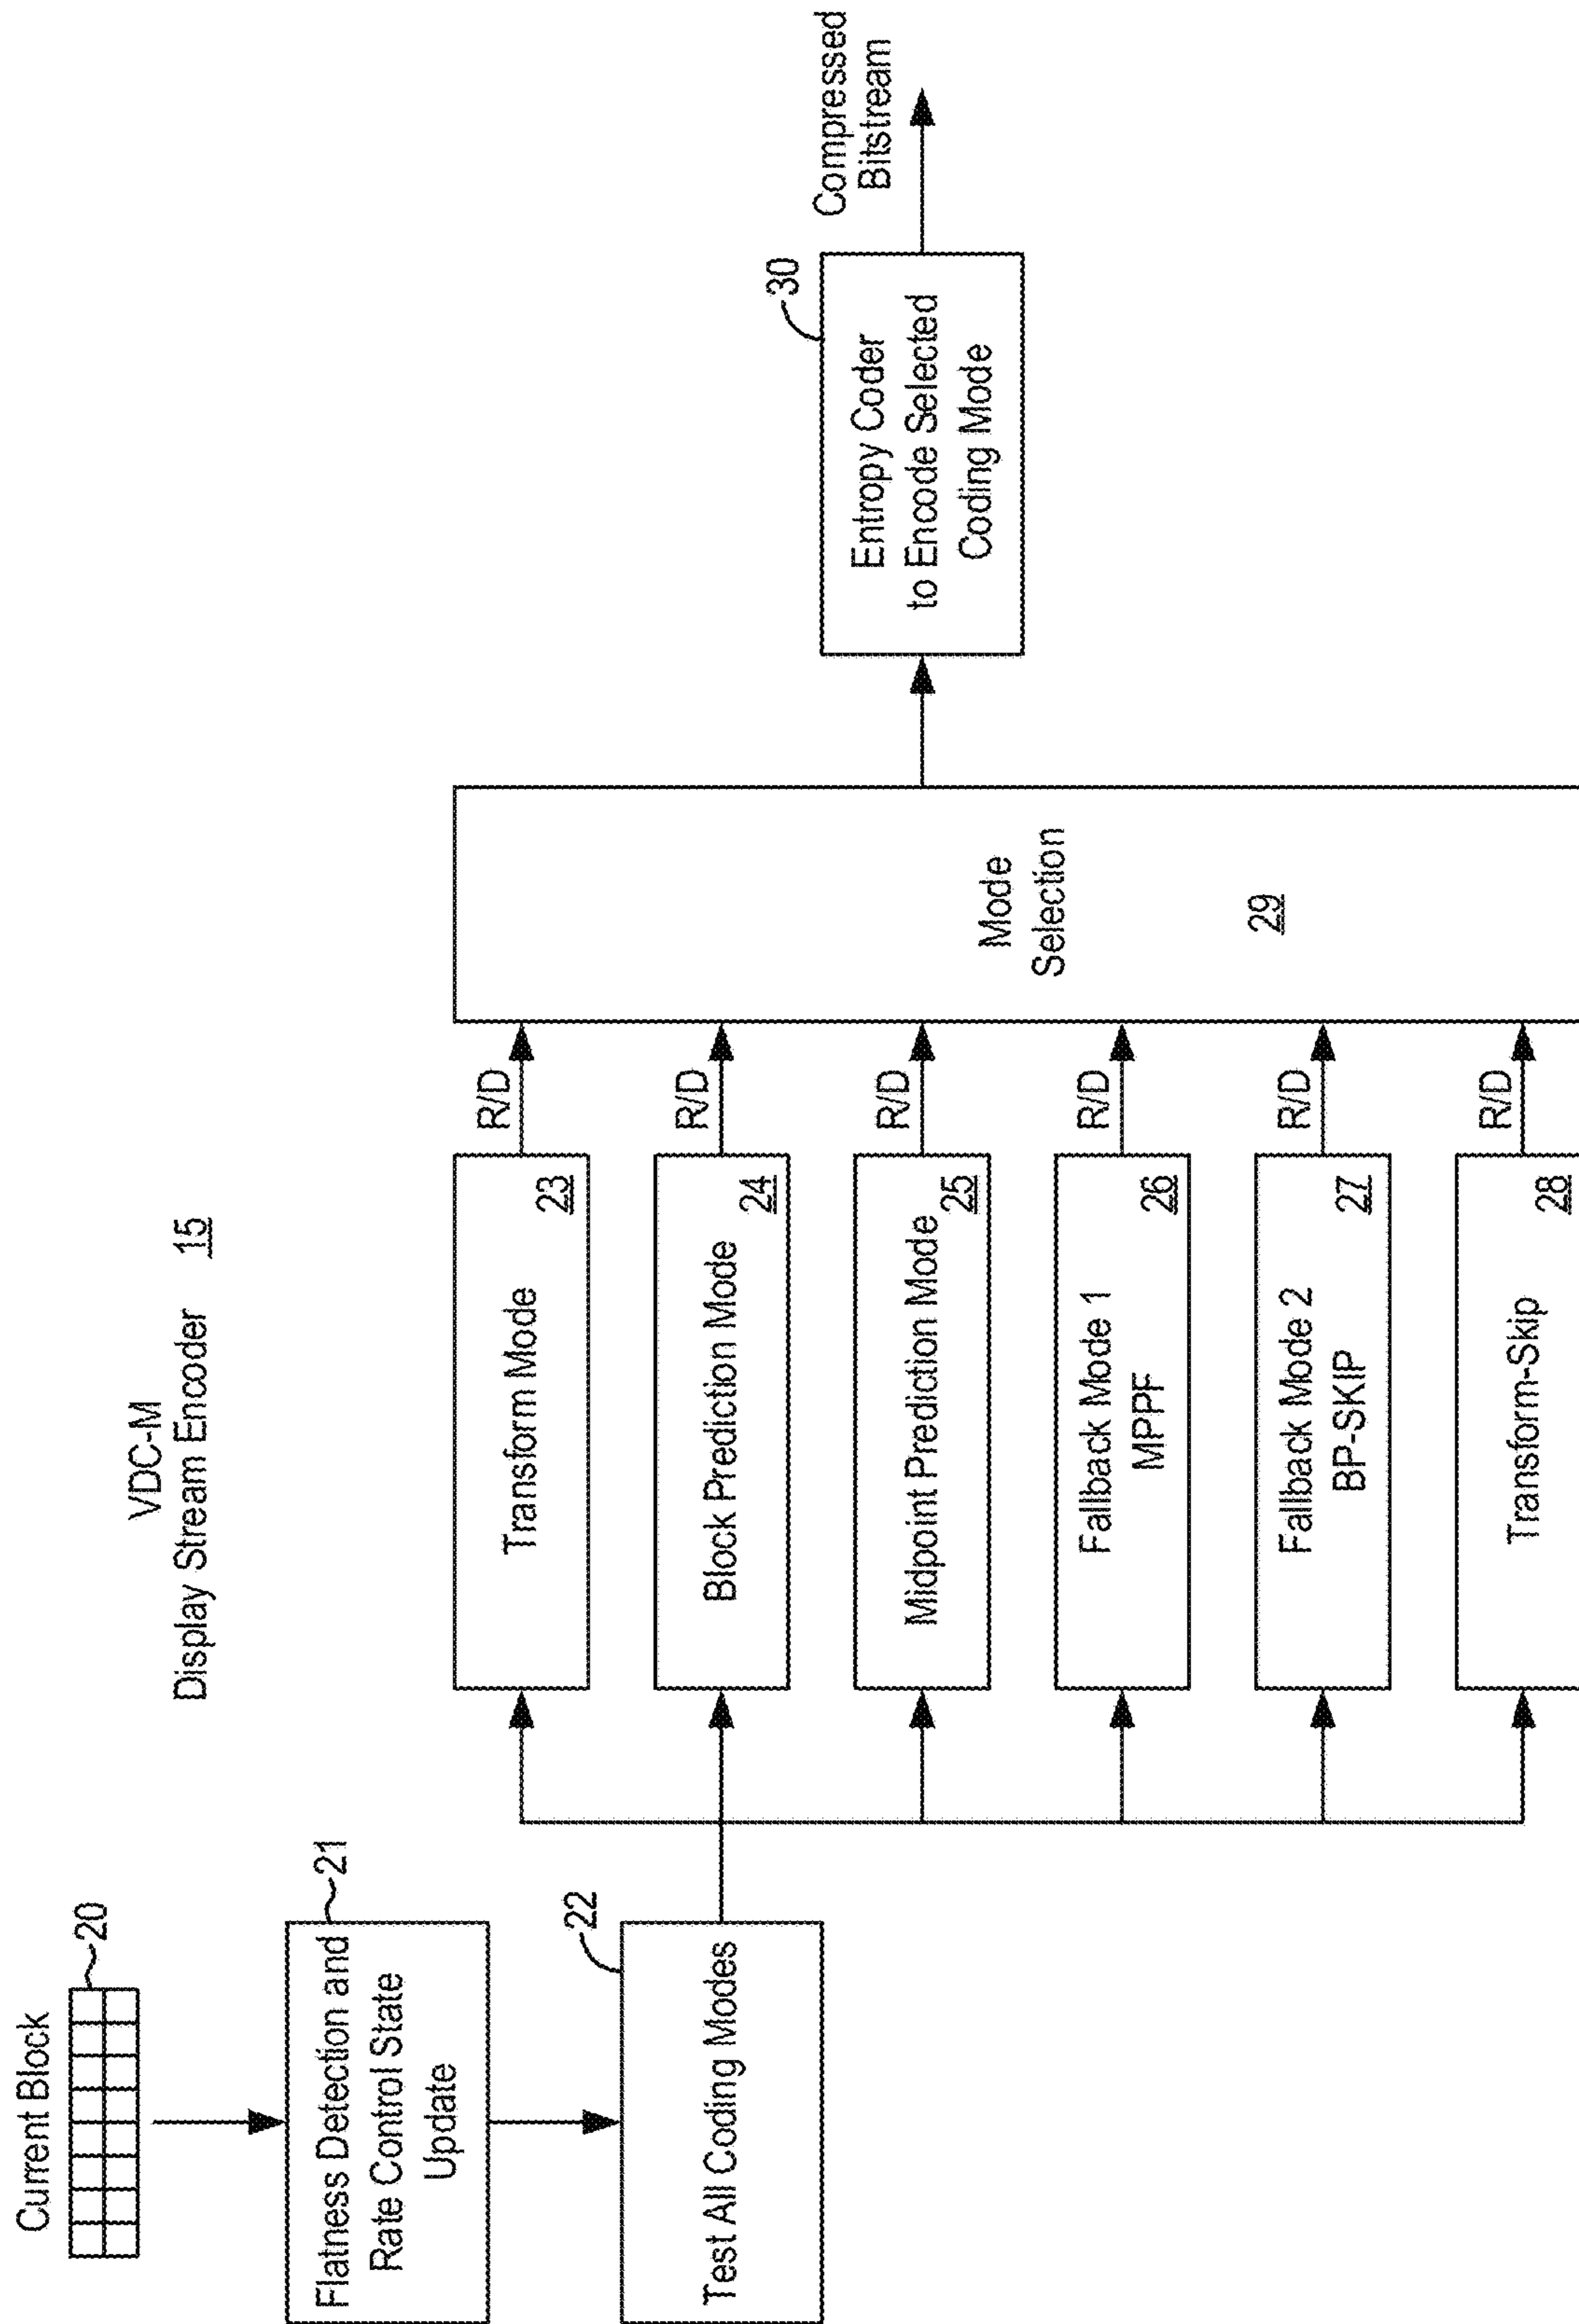 VDC-M
Display Stream Encoder 15
Current Block
20
Flatness Detection and
Rate Control State
Update
21
Test All Coding Modes
22
Transform Mode
23
R/D
Block Prediction Mode
24
R/D
Midpoint Prediction Mode
25
R/D
Fallback Mode 1
MPPF
26
R/D
Fallback Mode 2
BP-SKIP
27
R/D
Transform-Skip
28
R/D
Mode
Selection
29
Entropy Coder
to Encode Selected
Coding Mode
30
Compressed
Bitstream